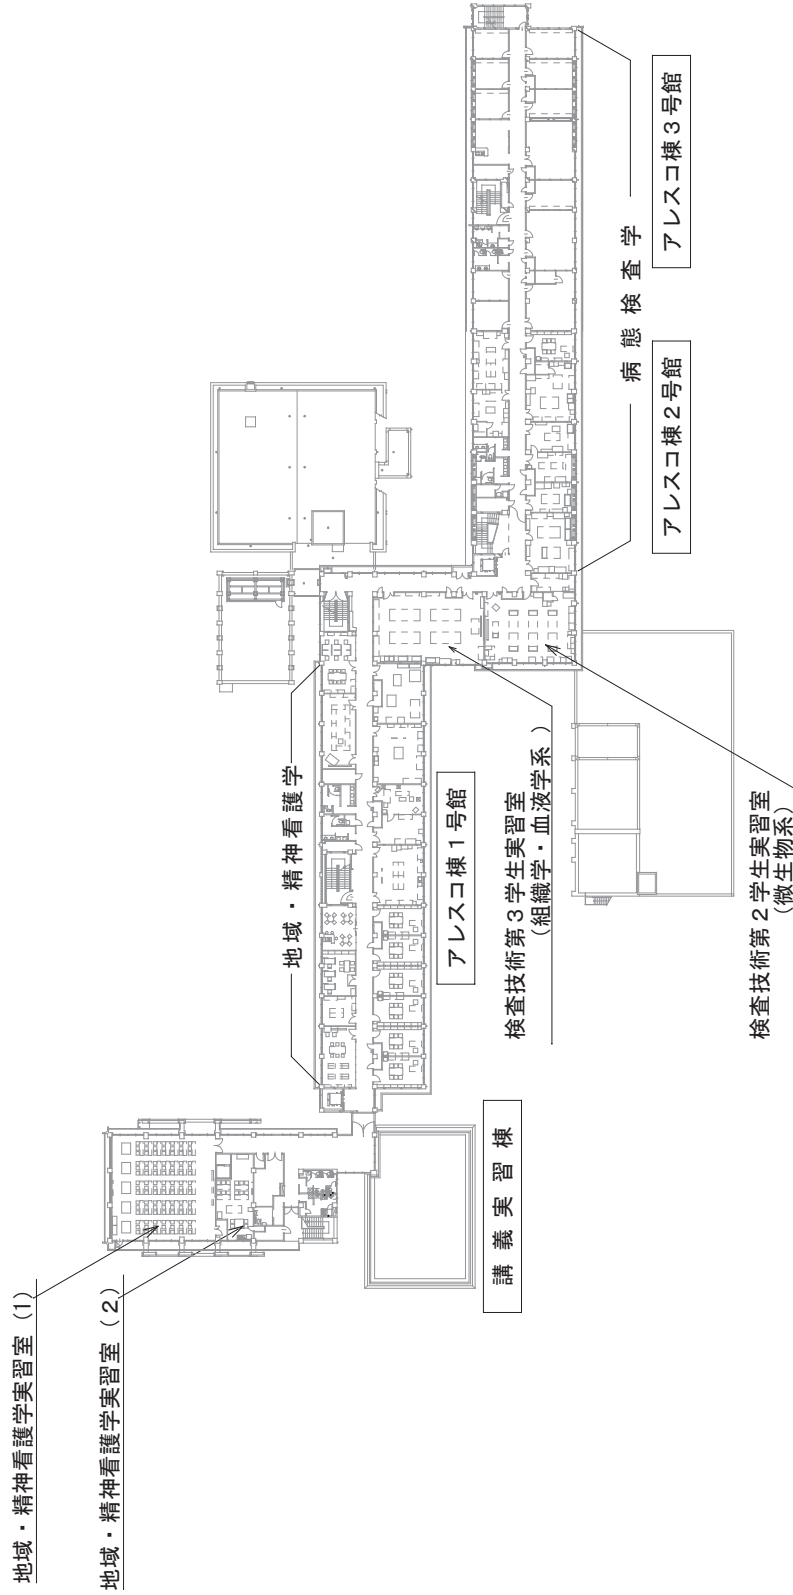 地域・精神看護学実習室（1）
地域・精神看護学実習室（２）
講義実習棟
地域・精神看護学
アレスコ棟１号館
検査技術第３学生実習室
（組織学・血液学系）
検査技術第２学生実習室
（微生物系）
病態検査学
アレスコ棟２号館
アレスコ棟３号館